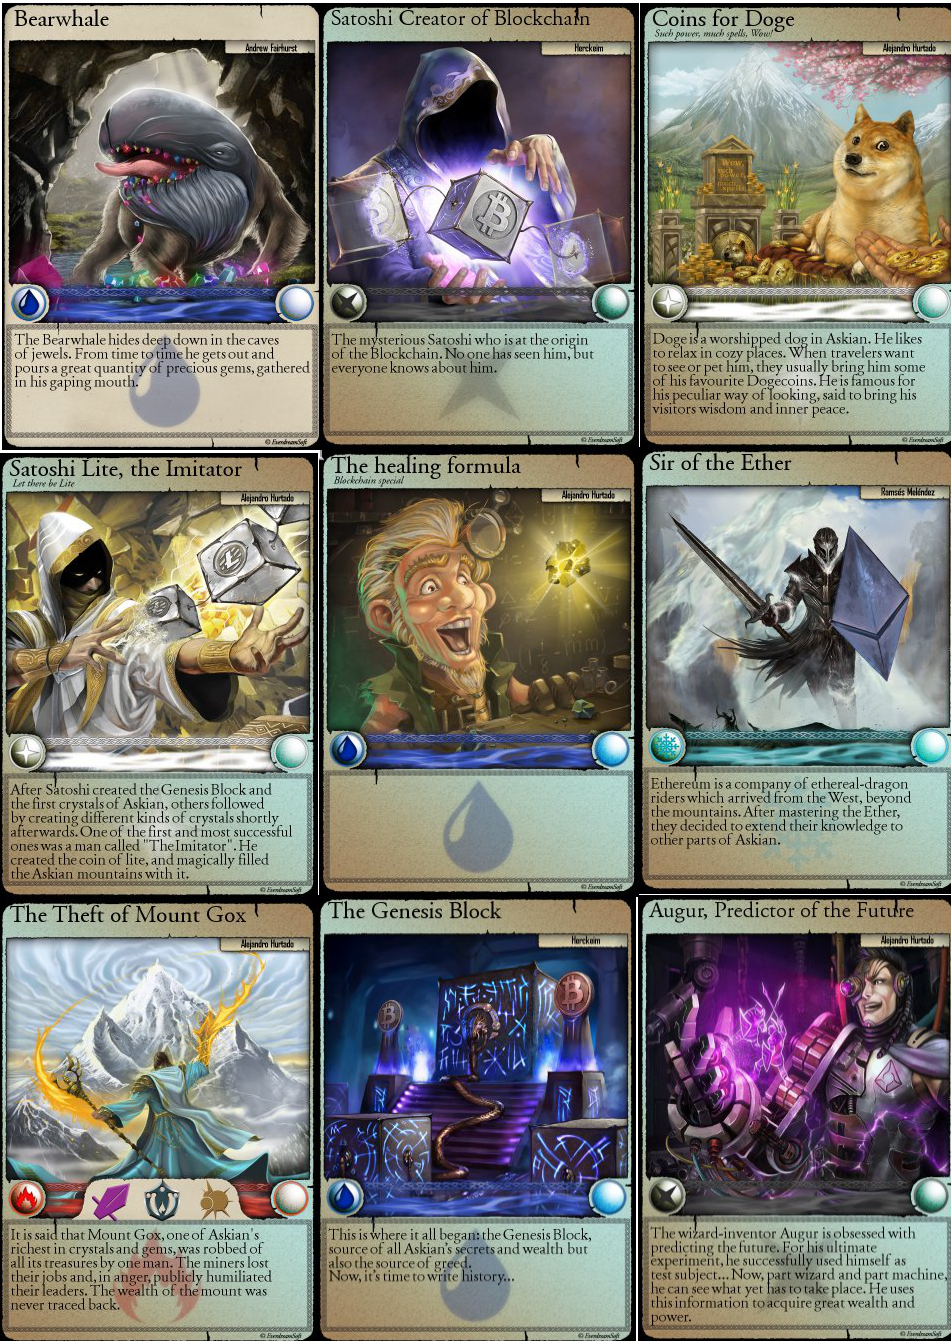 Bearwhale
Andrew Fairhurst
The Bearwhale hides deep down in the caves
of jewels. From time to time he gets out and
pours a great quantity of precious gems, gathered
in his gaping mouth.
© EverdreamSoft
Satoshi Creator of Blockchain
Herckeim
The mysterious Satoshi who is at the origin
of the Blockchain. No one has seen him, but
everyone knows about him.
© EverdreamSoft
Coins for Doge
Such power, much spells, Wow!
Alejandro Hurtado
Wow,
Doge is a worshipped dog in Askian. He likes
to relax in cozy places. When travelers want
to see or pet him, they usually bring him some
of his favourite Dogecoins. He is famous for
his peculiar way of looking, said to bring his
visitors wisdom and inner peace.
© EverdreamSoft
Satoshi Lite, the Imitator
Let there be Lite
Alejandro Hurtado
After Satoshi created the Genesis Block and
the first crystals of Askian, others followed
by creating different kinds of crystals shortly
afterwards. One of the first and most successful
ones was a man called "The Imitator". He
created the coin of lite, and magically filled
the Askian mountains with it.
© EverdreamSoft
The healing formula
Blockchain special
Alejandro Hurtado
© EverdreamSoft
Sir of the Ether
Ramsés Meléndez
Ethereum is a company of ethereal-dragon
riders which arrived from the West, beyond
the mountains. After mastering the Ether,
they decided to extend their knowledge to
other parts of Askian.
© EverdreamSoft
The Theft of Mount Gox
Alejandro Hurtado
It is said that Mount Gox, one of Askian's
richest in crystals and gems, was robbed of
all its treasures by one man. The miners lost
their jobs and, in anger, publicly humiliated
their leaders. The wealth of the mount was
never traced back.
© EverdreamSoft
The Genesis Block
Herckeim
This is where it all began: the Genesis Block,
source of all Askian's secrets and wealth but
also the source of greed.
Now, it's time to write history...
© EverdreamSoft
Augur, Predictor of the Future
Alejandro Hurtado
The wizard-inventor Augur is obsessed with
predicting the future. For his ultimate
experiment, he successfully used himself as
test subject... Now, part wizard and part machine,
he can see what yet has to take place. He uses
this information to acquire great wealth and
power.
© EverdreamSoft